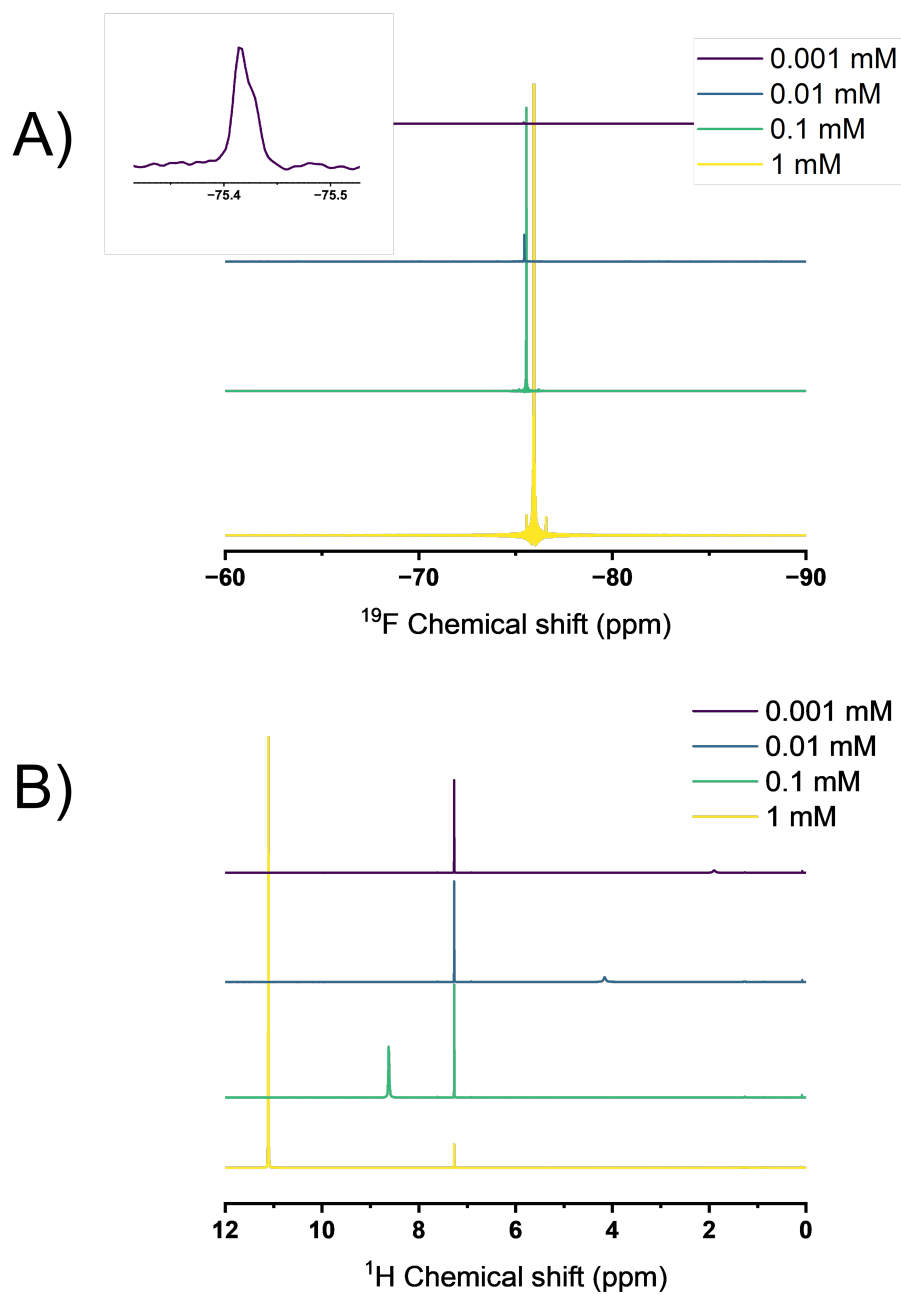 A)
0.001 mM
0.01 mM
0.1 mM
1 mM
−75.4 −75.5
−60 −70 −80 −90
¹⁹F Chemical shift (ppm)
B)
0.001 mM
0.01 mM
0.1 mM
1 mM
12 10 8 6 4 2 0
¹H Chemical shift (ppm)